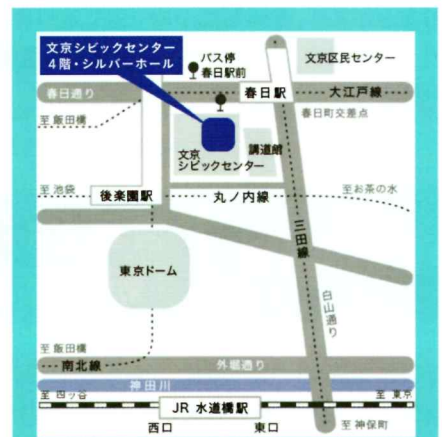 文京シビックセンター
4階・シルバーホール
バス停
春日駅前
文京区民センター
春日通り
春日駅
大江戸線
至 飯田橋
春日町交差点
文京
シビックセンター
講道館
至 池袋
後楽園駅
丸ノ内線
至お茶の水
三田線
東京ドーム
白山通り
至 飯田橋
南北線
外堀通り
神田川
至 四ッ谷
至 東京
JR 水道橋駅
西口
東口
至 神保町